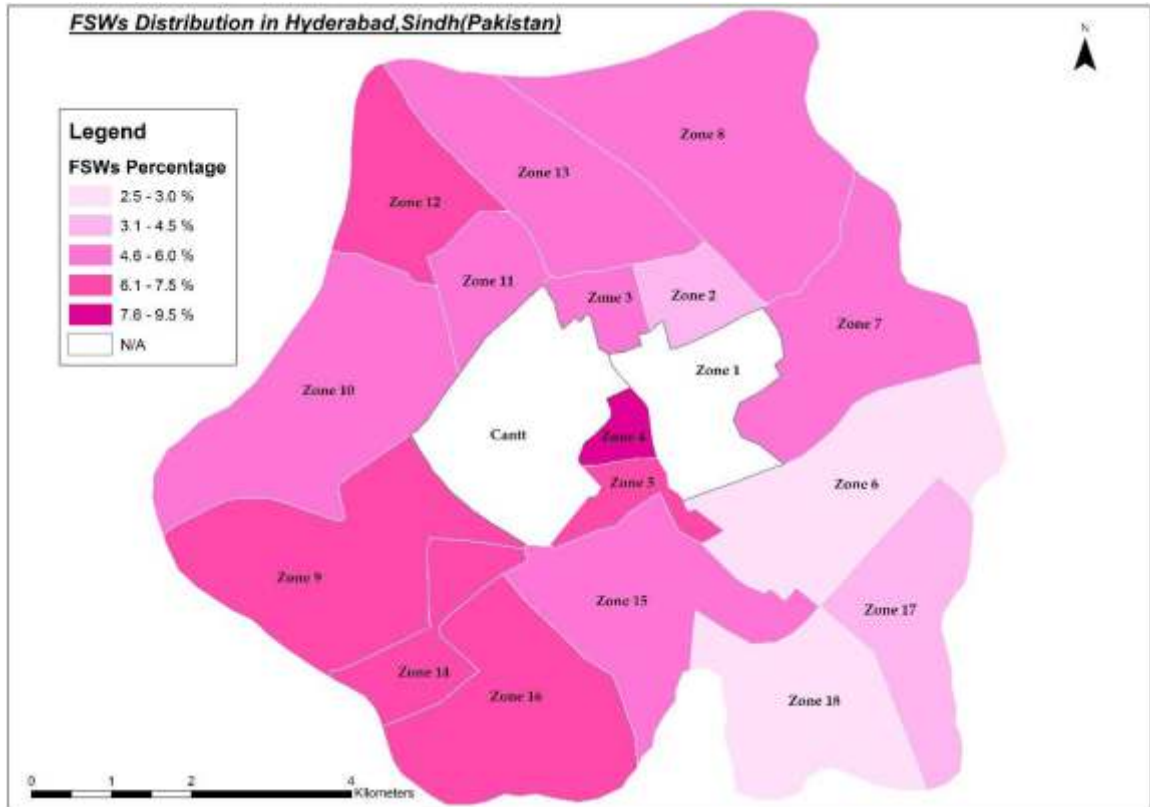 FSWs Distribution in Hyderabad,Sindh(Pakistan)
N
Legend
FSWs Percentage
2.5 - 3.0 %
3.1 - 4.5 %
4.6 - 6.0 %
6.1 - 7.5 %
7.6 - 9.5 %
N/A
Zone 8
Zone 13
Zone 12
Zone 11
Zone 3
Zone 2
Zone 7
Zone 1
Zone 10
Cantt
Zone 4
Zone 5
Zone 6
Zone 9
Zone 15
Zone 17
Zone 14
Zone 16
Zone 18
0 1 2 4
Kilometers